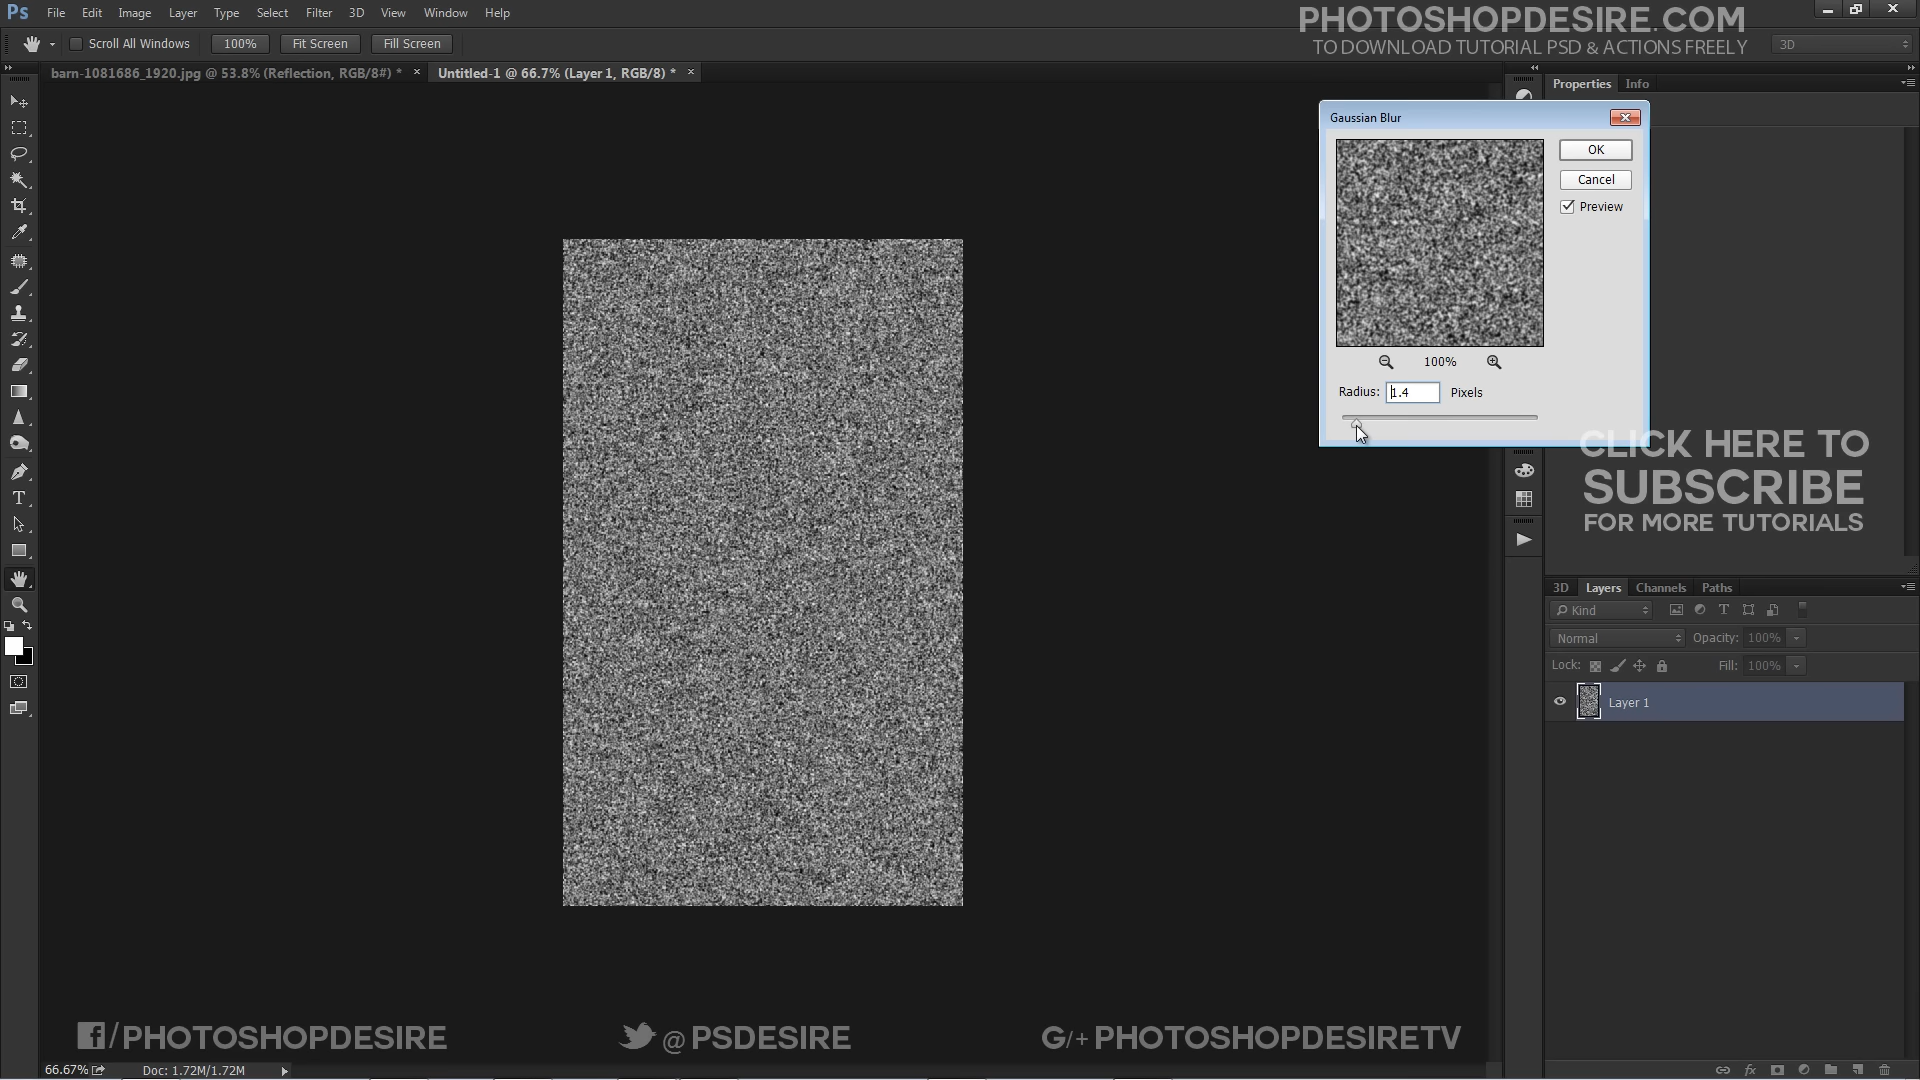 Ps File Edit Image Layer Type Select Filter 3D View Window Help
PHOTOSHOPDESIRE.COM
TO DOWNLOAD TUTORIAL PSD & ACTIONS FREELY
Scroll All Windows 100% Fit Screen Fill Screen 3D
barn-1081686_1920.jpg @ 53.8% (Reflection, RGB/8#) * × Untitled-1 @ 66.7% (Layer 1, RGB/8) * ×
Properties Info
Gaussian Blur
OK
Cancel
Preview
100%
Radius: 1.4 Pixels
CLICK HERE TO
SUBSCRIBE
FOR MORE TUTORIALS
3D Layers Channels Paths
Kind
Normal Opacity: 100%
Lock: Fill: 100%
Layer 1
T
f/PHOTOSHOPDESIRE @PSDESIRE G/+ PHOTOSHOPDESIRETV
66.67% Doc: 1.72M/1.72M
fx